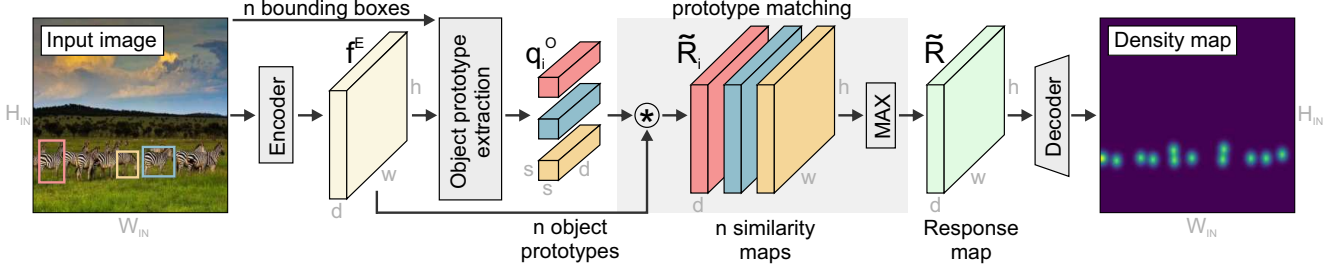 n bounding boxes
prototype matching
Input image
H_IN
W_IN
Encoder
f^E
h
w
d
Object prototype
extraction
q_i^O
s
s
d
n object
prototypes
*
R̃_i
h
w
d
n similarity
maps
MAX
R̃
h
w
d
Response
map
Decoder
Density map
H_IN
W_IN